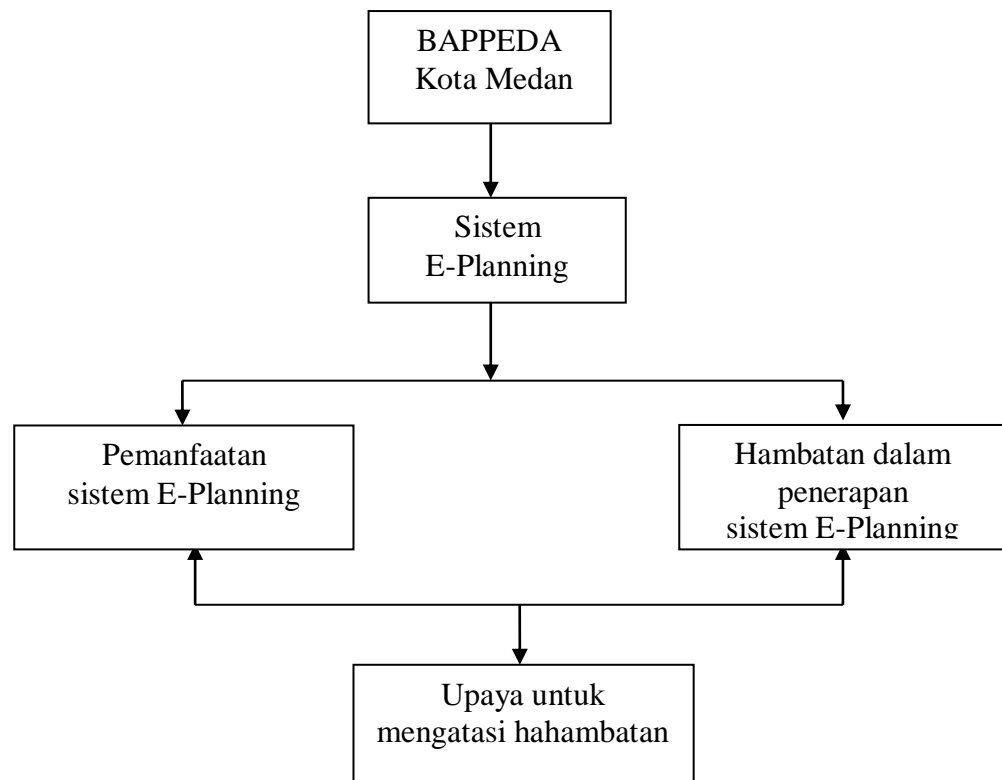 BAPPEDA
Kota Medan
Sistem
E-Planning
Pemanfaatan
sistem E-Planning
Hambatan dalam
penerapan
sistem E-Planning
Upaya untuk
mengatasi hahambatan